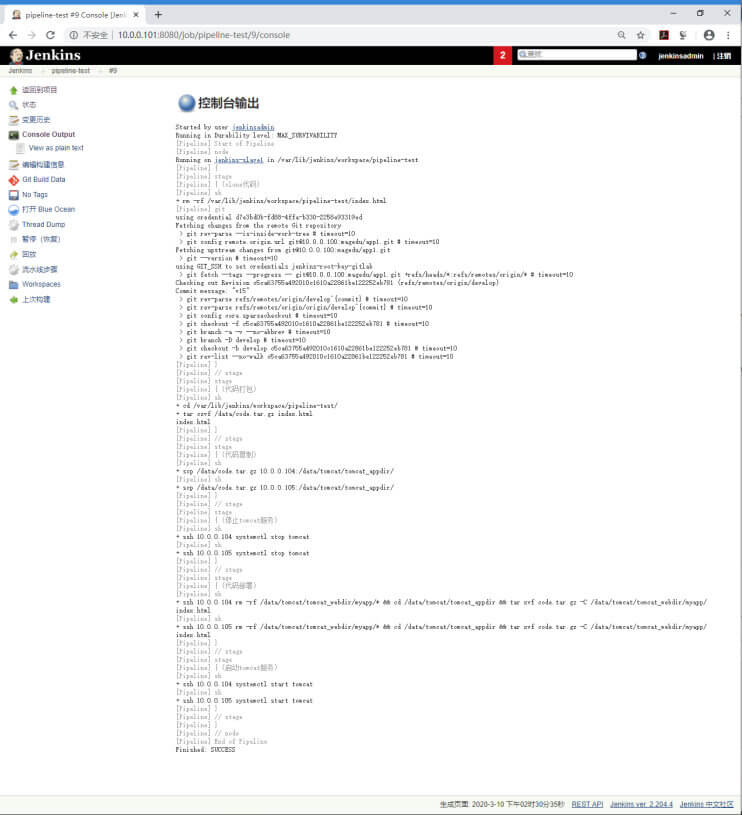 pipeline-test #9 Console [Jenk
不安全 | 10.0.0.101:8080/job/pipeline-test/9/console
Jenkins
2
查找
jenkinsadmin
| 注销
Jenkins
pipeline-test
#9
返回到项目
状态
变更历史
Console Output
View as plain text
编辑构建信息
Git Build Data
No Tags
打开 Blue Ocean
Thread Dump
暂停（恢复）
回放
流水线步骤
Workspaces
上次构建
控制台输出
Started by user jenkinsadmin
Running in Durability level: MAX_SURVIVABILITY
[Pipeline] Start of Pipeline
[Pipeline] node
Running on jenkins-slave1 in /var/lib/jenkins/workspace/pipeline-test
[Pipeline] {
[Pipeline] stage
[Pipeline] { (clone代码)
[Pipeline] sh
+ rm -rf /var/lib/jenkins/workspace/pipeline-test/index.html
[Pipeline] git
Fetching changes from the remote Git repository
> git rev-parse --is-inside-work-tree # timeout=10
> git config remote.origin.url git@10.0.0.100:magedu/app1.git # timeout=10
Fetching upstream changes from git@10.0.0.100:magedu/app1.git
> git --version # timeout=10
using GIT_SSH to set credentials jenkins-root-key-gitlab
> git fetch --tags --progress -- git@10.0.0.100:magedu/app1.git +refs/heads/*:refs/remotes/origin/* # timeout=10
Checking out Revision c5ca63755a492010c1610a22861ba122252ab781 (refs/remotes/origin/develop)
Commit message: "v15"
> git rev-parse refs/remotes/origin/develop^{commit} # timeout=10
> git rev-parse refs/remotes/origin/origin/develop^{commit} # timeout=10
> git config core.sparsecheckout # timeout=10
> git checkout -f c5ca63755a492010c1610a22861ba122252ab781 # timeout=10
> git branch -a -v --no-abbrev # timeout=10
> git branch -D develop # timeout=10
> git checkout -b develop c5ca63755a492010c1610a22861ba122252ab781 # timeout=10
> git rev-list --no-walk c5ca63755a492010c1610a22861ba122252ab781 # timeout=10
[Pipeline] }
[Pipeline] // stage
[Pipeline] stage
[Pipeline] { (代码打包)
[Pipeline] sh
+ cd /var/lib/jenkins/workspace/pipeline-test/
+ tar czvf /data/code.tar.gz index.html
index.html
[Pipeline] }
[Pipeline] // stage
[Pipeline] stage
[Pipeline] { (代码复制)
[Pipeline] sh
+ scp /data/code.tar.gz 10.0.0.104:/data/tomcat/tomcat_appdir/
[Pipeline] sh
+ scp /data/code.tar.gz 10.0.0.105:/data/tomcat/tomcat_appdir/
[Pipeline] }
[Pipeline] // stage
[Pipeline] stage
[Pipeline] { (停止tomcat服务)
[Pipeline] sh
+ ssh 10.0.0.104 systemctl stop tomcat
[Pipeline] sh
+ ssh 10.0.0.105 systemctl stop tomcat
[Pipeline] }
[Pipeline] // stage
[Pipeline] stage
[Pipeline] { (代码部署)
[Pipeline] sh
+ ssh 10.0.0.104 rm -rf /data/tomcat/tomcat_webdir/myapp/* && cd /data/tomcat/tomcat_appdir && tar xvf code.tar.gz -C /data/tomcat/tomcat_webdir/myapp/
index.html
[Pipeline] sh
+ ssh 10.0.0.105 rm -rf /data/tomcat/tomcat_webdir/myapp/* && cd /data/tomcat/tomcat_appdir && tar xvf code.tar.gz -C /data/tomcat/tomcat_webdir/myapp/
index.html
[Pipeline] }
[Pipeline] // stage
[Pipeline] stage
[Pipeline] { (启动tomcat服务)
[Pipeline] sh
+ ssh 10.0.0.104 systemctl start tomcat
[Pipeline] sh
+ ssh 10.0.0.105 systemctl start tomcat
[Pipeline] }
[Pipeline] // stage
[Pipeline] }
[Pipeline] // node
[Pipeline] End of Pipeline
Finished: SUCCESS
生成页面: 2020-3-10 下午02时30分35秒 REST API Jenkins ver. 2.204.4 Jenkins 中文社区